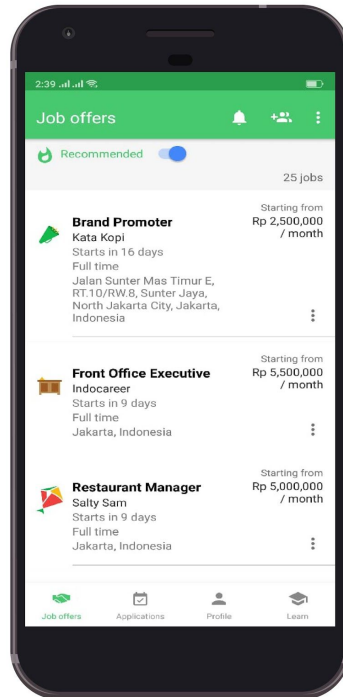 2:39
Job offers
Recommended
25 jobs
Starting from
Brand Promoter
Rp 2,500,000
Kata Kopi
/ month
Starts in 16 days
Full time
Jalan Sunter Mas Timur E,
RT.10/RW.8, Sunter Jaya,
North Jakarta City, Jakarta,
Indonesia
Starting from
Front Office Executive
Rp 5,500,000
Indocareer
/ month
Starts in 9 days
Full time
Jakarta, Indonesia
Starting from
Restaurant Manager
Rp 5,000,000
Salty Sam
/ month
Starts in 9 days
Full time
Jakarta, Indonesia
Job offers
Applications
Profile
Learn